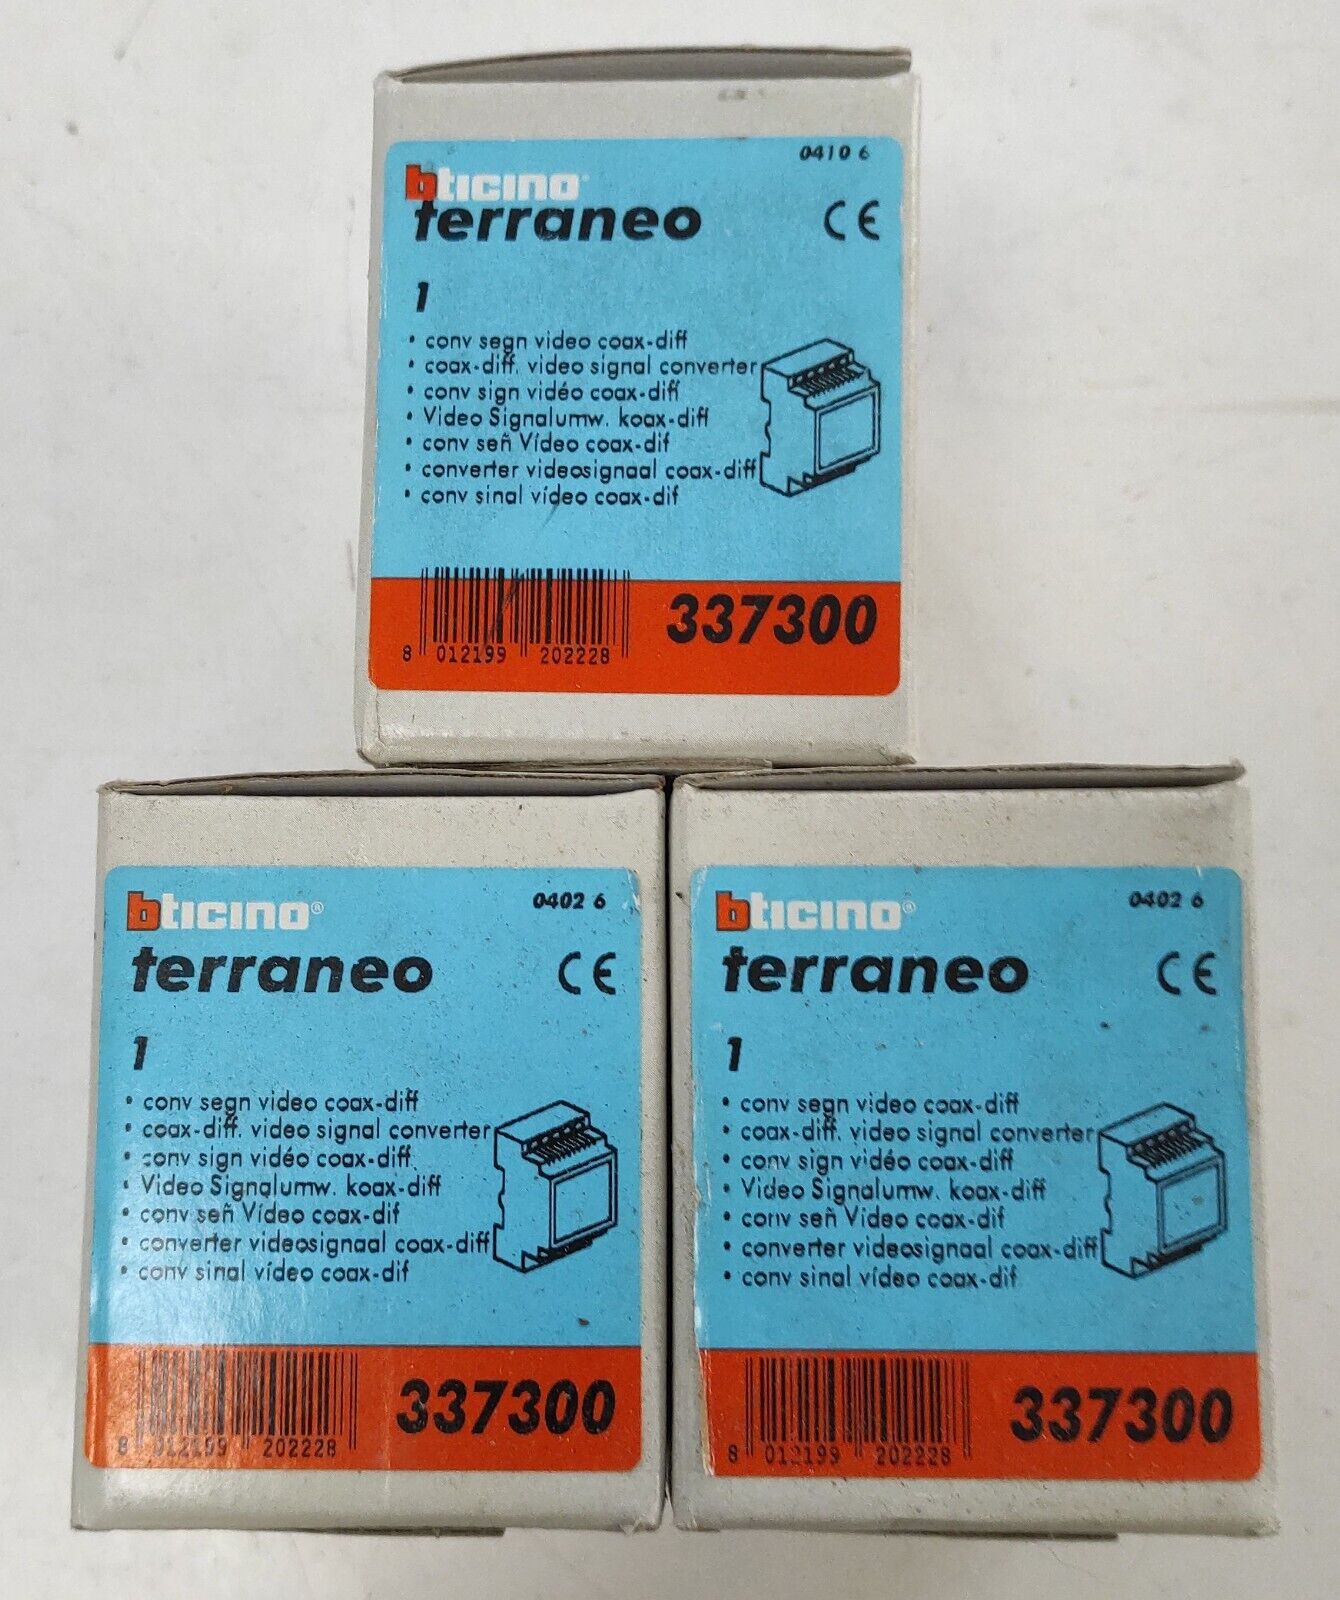 0410 6
bticino
terraneo
CE
1
• conv segn video coax-diff
• coax-diff. video signal converter
• conv sign vidéo coax-diff
• Video Signalumw. koax-diff
• conv señ Vídeo coax-dif
• converter videosignaal coax-diff
• conv sinal vídeo coax-dif
8 012199 202228
337300
bticino®
0402 6
terraneo
CE
1
• conv segn video coax-diff
• coax-diff. video signal converter
• conv sign vidéo coax-diff
• Video Signalumw. koax-diff
• conv señ Vídeo coax-dif
• converter videosignaal coax-diff
• conv sinal vídeo coax-dif
8 012199 202228
337300
bticino®
0402 6
terraneo
CE
1
• conv segn video coax-diff
• coax-diff. video signal converter
• conv sign vidéo coax-diff
• Video Signalumw. koax-diff
• conv señ Vídeo coax-dif
• converter videosignaal coax-diff
• conv sinal vídeo coax-dif
8 012199 202228
337300